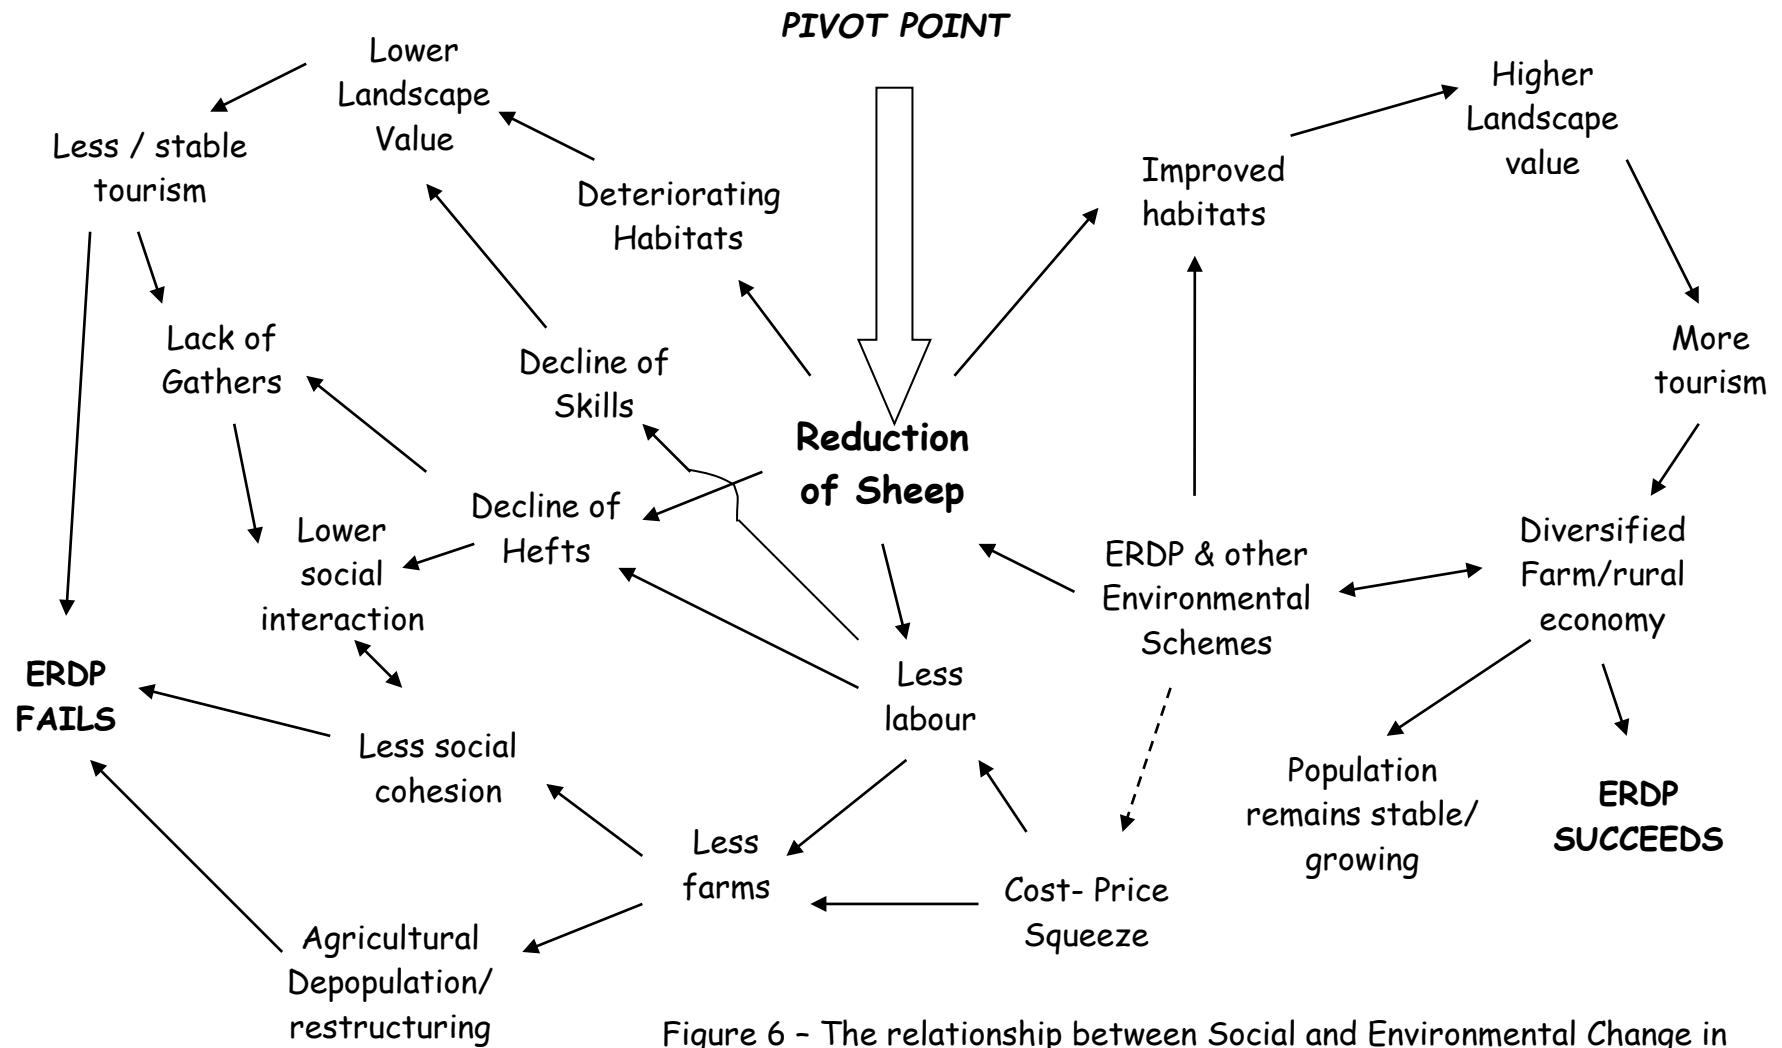 PIVOT POINT
Lower
Landscape
Value
Higher
Landscape
value
Less / stable
tourism
Deteriorating
Habitats
Improved
habitats
Lack of
Gathers
Decline of
Skills
More
tourism
Reduction
of Sheep
Decline of
Hefts
Lower
social
interaction
ERDP & other
Environmental
Schemes
Diversified
Farm/rural
economy
ERDP
FAILS
Less
labour
Less social
cohesion
Population
remains stable/
growing
ERDP
SUCCEEDS
Less
farms
Cost- Price
Squeeze
Agricultural
Depopulation/
restructuring
Figure 6 – The relationship between Social and Environmental Change in